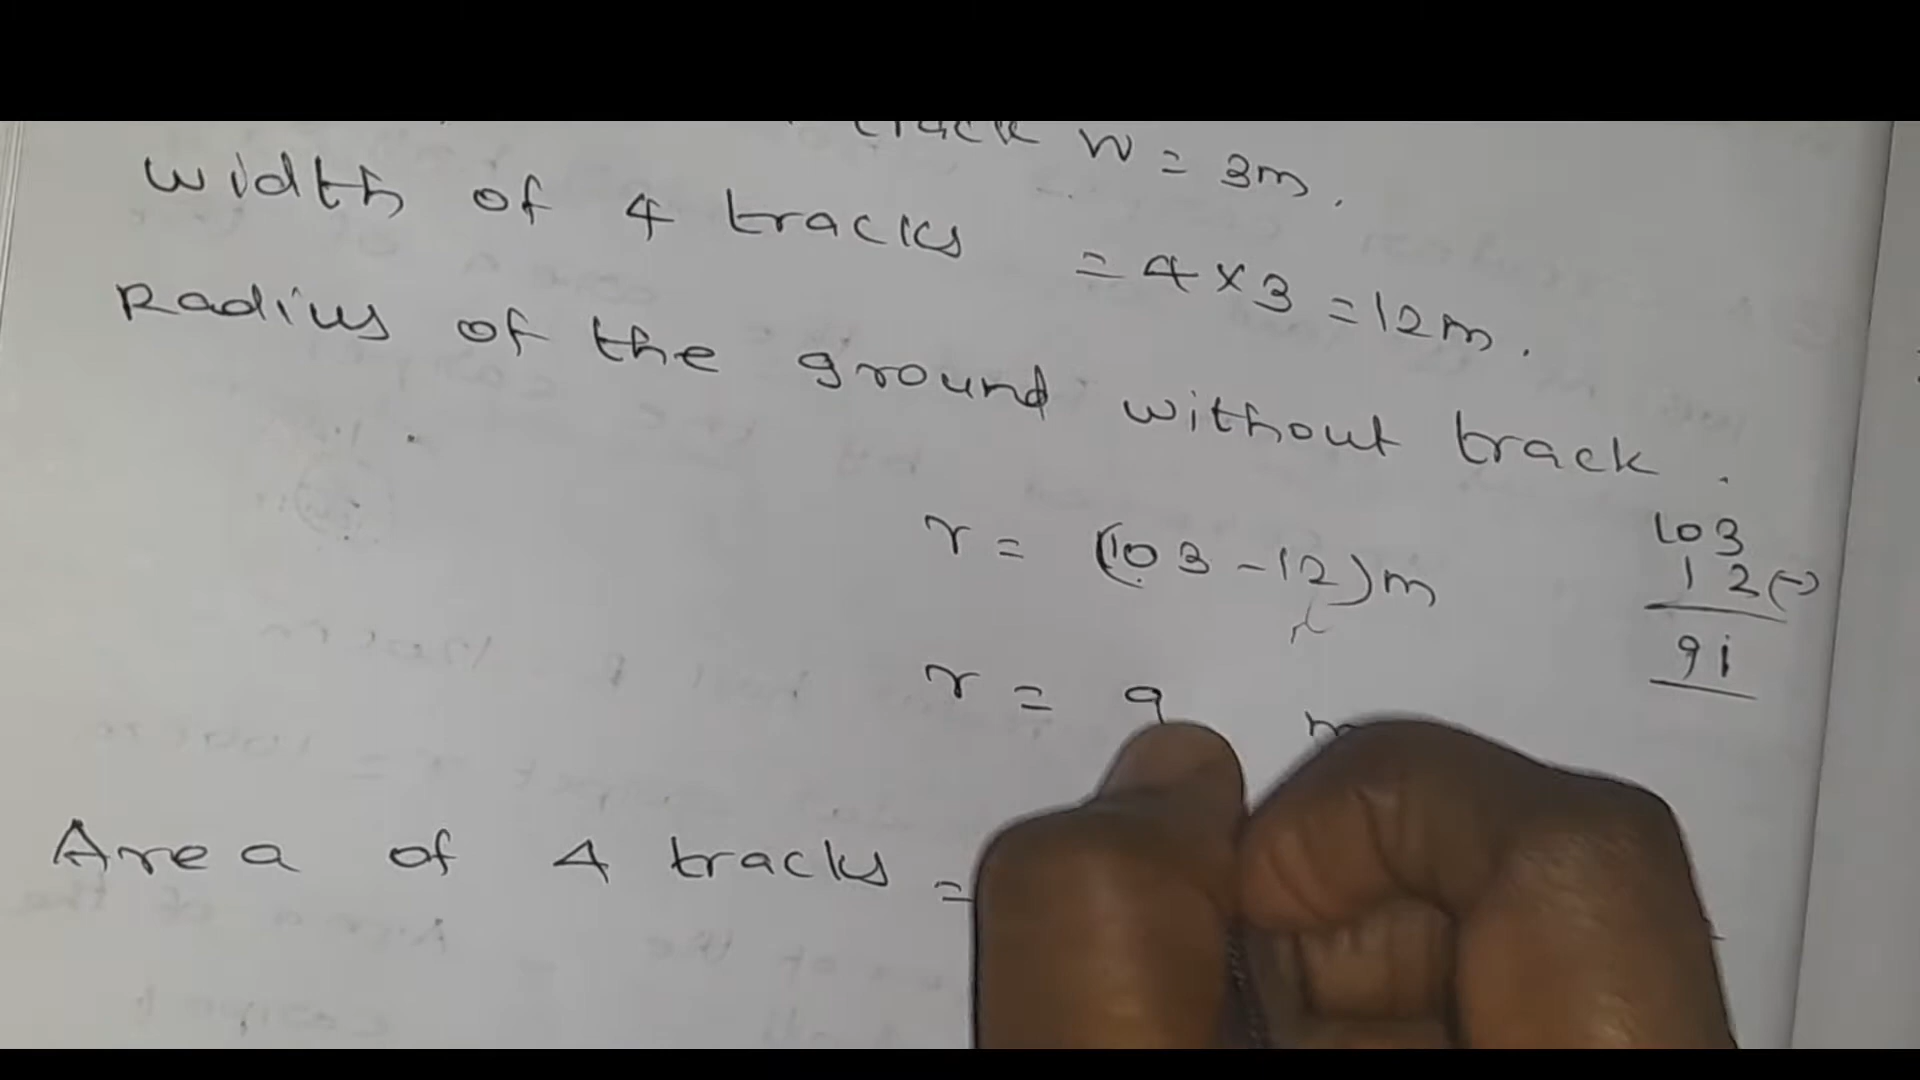 track W = 3m.
width of 4 tracks = 4 × 3 = 12m.
Radius of the ground without track.
r = (103 - 12)m
103
12(-)
91
r = 9 m
Area of 4 tracks =